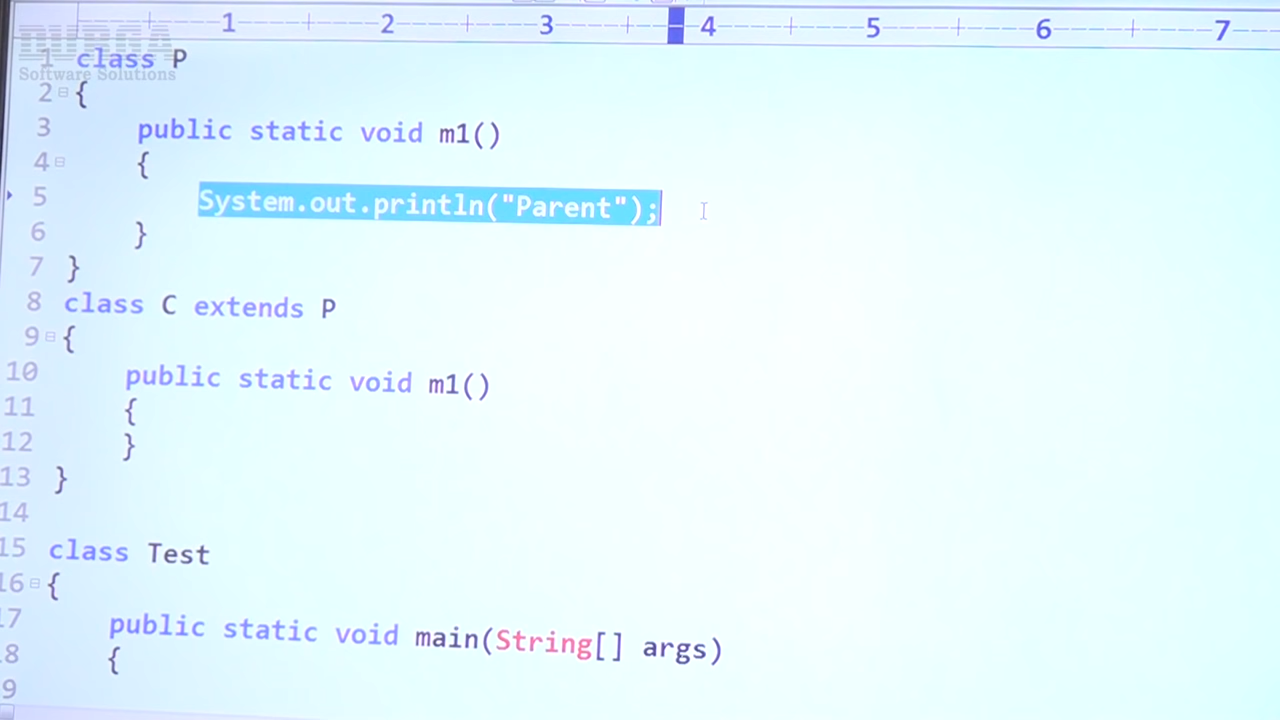 1 2 3 4 5 6 7
1 class P
Software Solutions
2 {
3 public static void m1()
4 {
5 System.out.println("Parent");
6 }
7 }
8 class C extends P
9 {
10 public static void m1()
11 {
12 }
13 }
14
15 class Test
16 {
17 public static void main(String[] args)
8 {
9